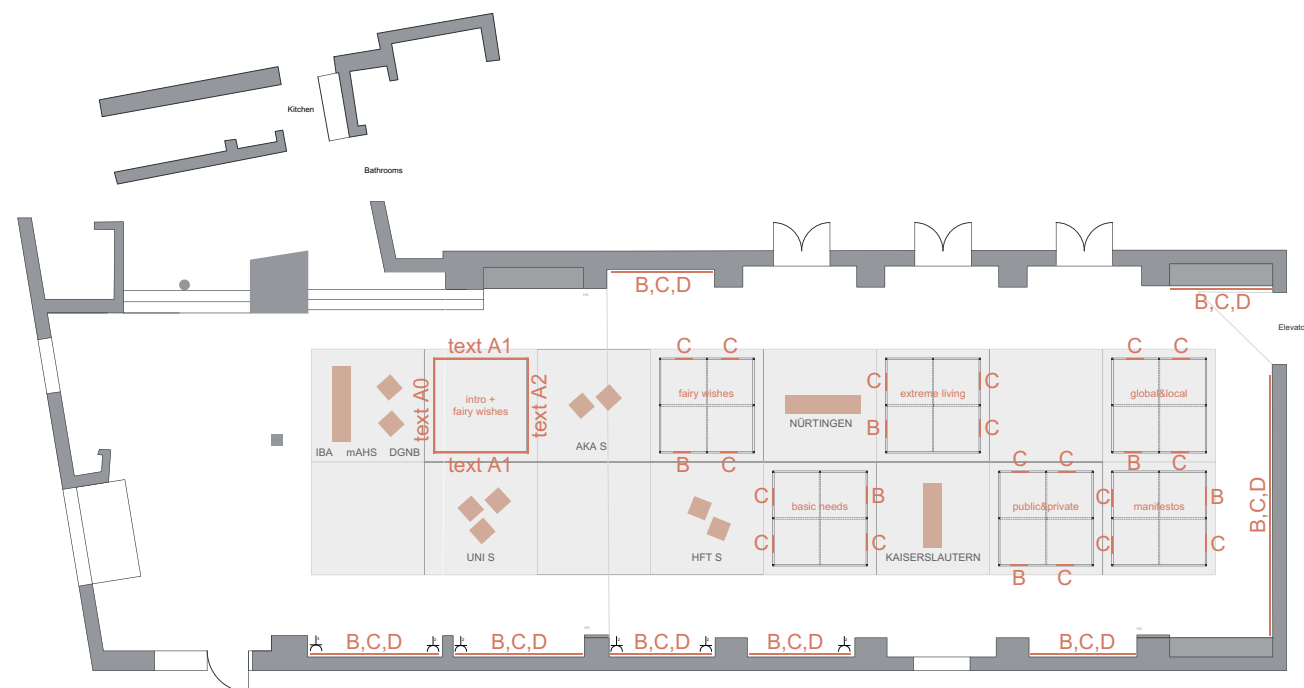 Kitchen
Bathrooms
B,C,D
B,C,D
Elevato
text A1
C C
C C
C C
text A0
intro +
fairy wishes
text A2
fairy wishes
C
extreme living
C
global&local
NÜRTINGEN
B
C
AKA S
IBA mAHS DGNB
B C
B C
text A1
C C
C
B
C
B
basic needs
public&private
manifestos
B,C,D
UNI S
HFT S
C
C
KAISERSLAUTERN
C
C
B C
B,C,D
B,C,D
B,C,D
B,C,D
B,C,D